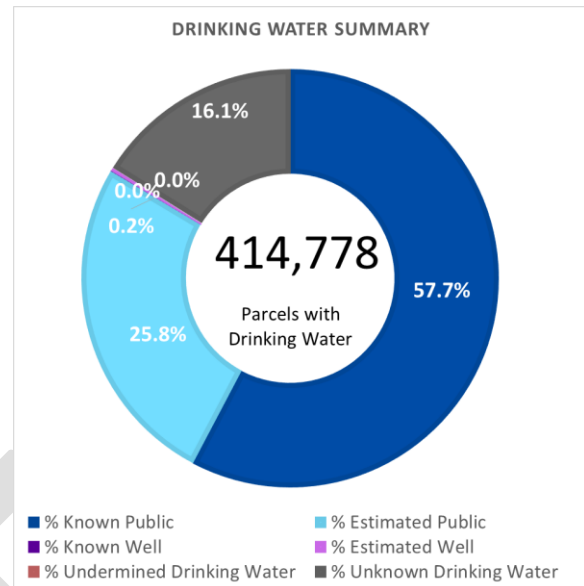 DRINKING WATER SUMMARY
16.1%
0.0%
0.0%
0.2%
414,778
Parcels with
Drinking Water
57.7%
25.8%
% Known Public
% Estimated Public
% Known Well
% Estimated Well
% Undermined Drinking Water
% Unknown Drinking Water